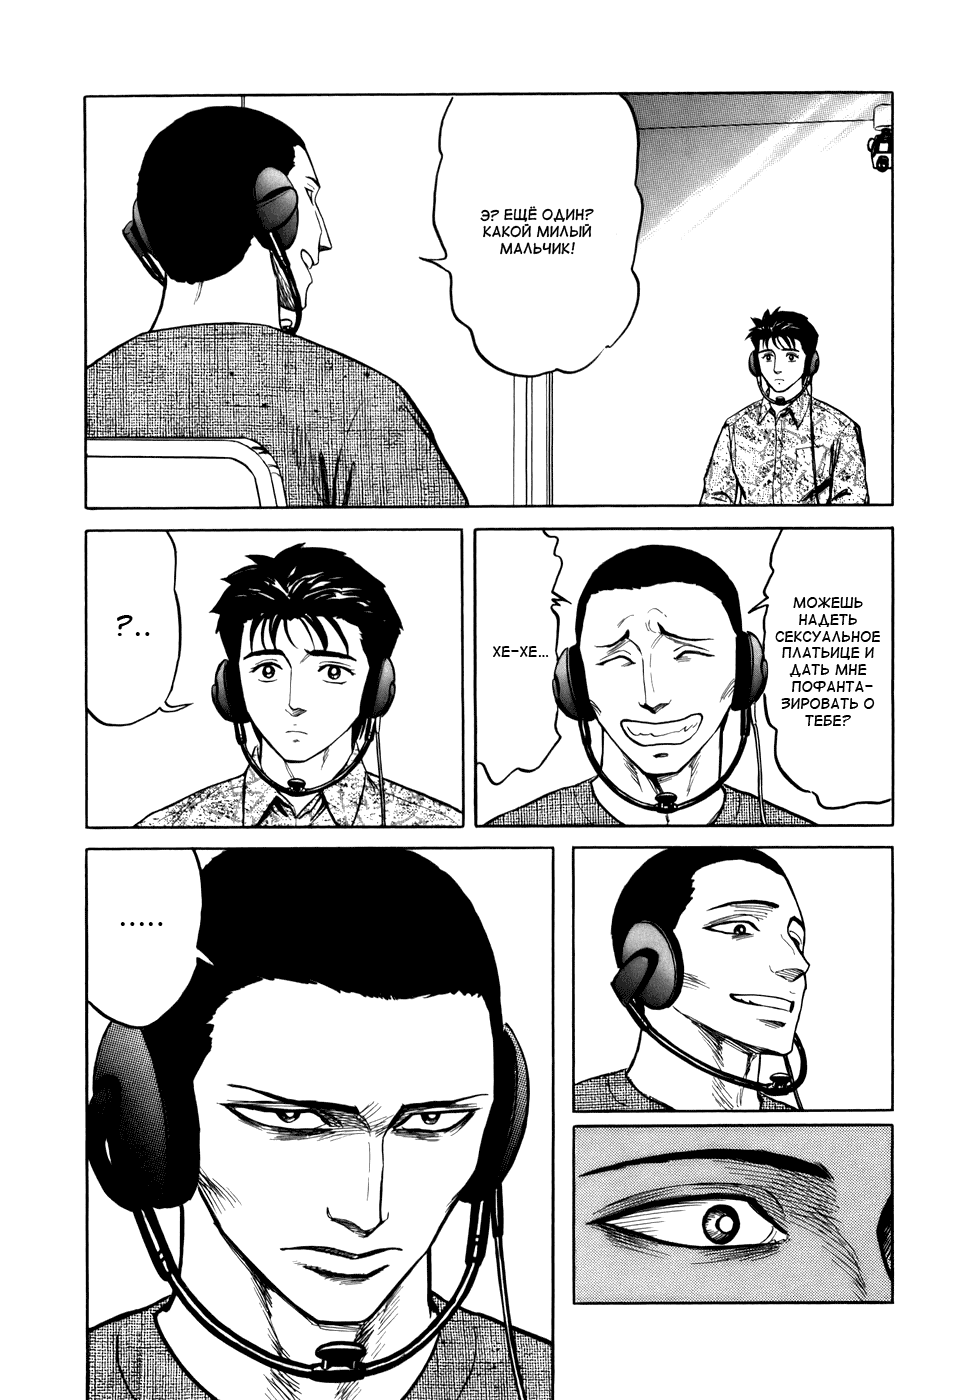 Э? ЕЩЁ ОДИН?
КАКОЙ МИЛЫЙ
МАЛЬЧИК!
МОЖЕШЬ
НАДЕТЬ
СЕКСУАЛЬНОЕ
ПЛАТЬИЦЕ И
ДАТЬ МНЕ
ПОФАНТА-
ЗИРОВАТЬ О
ТЕБЕ?
ХЕ-ХЕ...
?..
.....